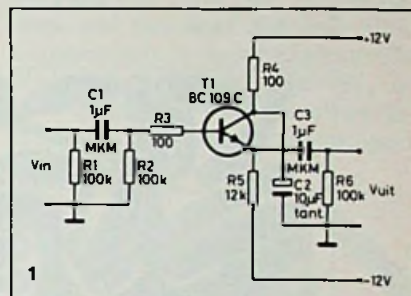 +12V
R4
100
T1
BC 109C
C1
1µF
MKM
R3
100
C3
1µF
MKM
Vin
R1
100k
R2
100k
R5
12k
C2
10µF
tant.
R6
100k
Vuit
-12V
1